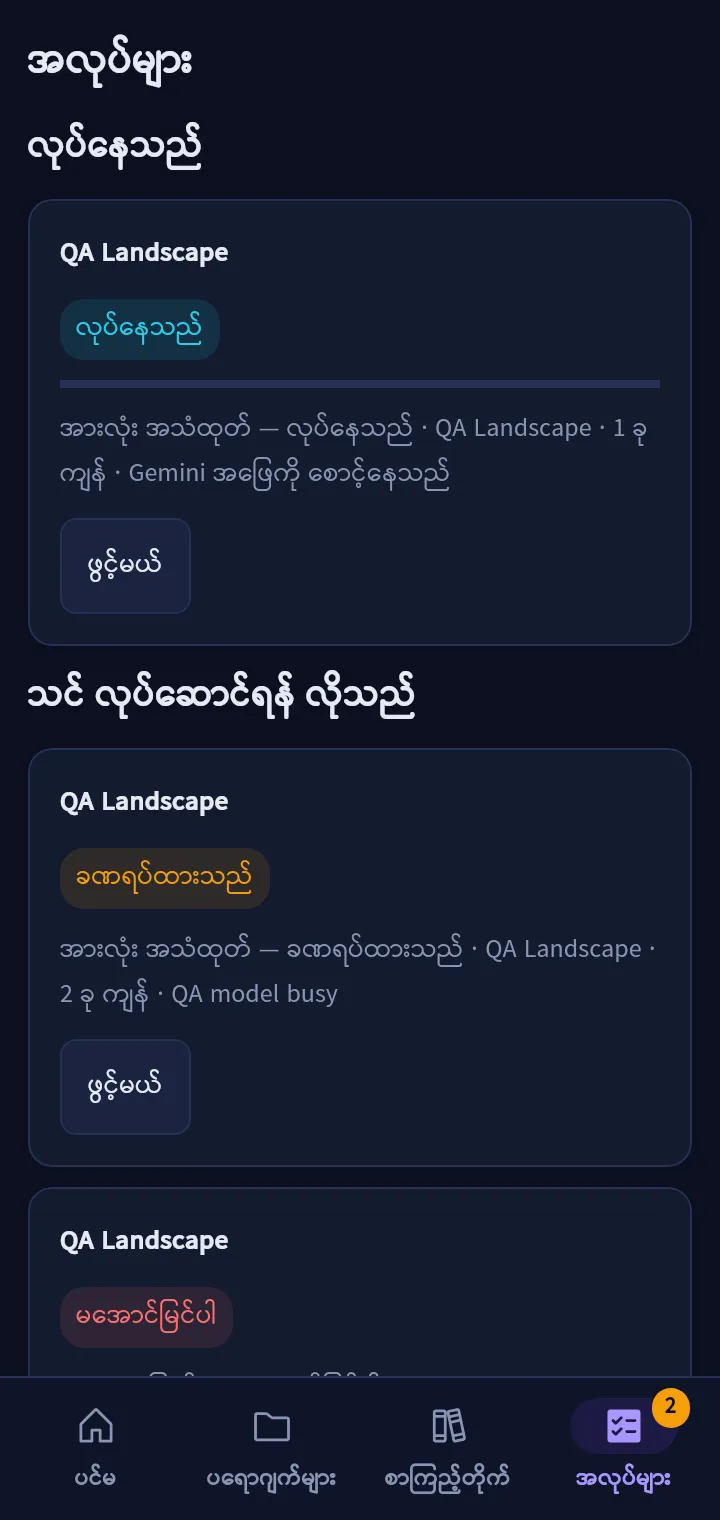 အလုပ်များ
လုပ်နေသည်
QA Landscape
လုပ်နေသည်
အားလုံး အသံထုတ် — လုပ်နေသည် · QA Landscape · 1 ခု
ကျန် · Gemini အဖြေကို စောင့်နေသည်
ဖွင့်မယ်
သင် လုပ်ဆောင်ရန် လိုသည်
QA Landscape
ခဏရပ်ထားသည်
အားလုံး အသံထုတ် — ခဏရပ်ထားသည် · QA Landscape ·
2 ခု ကျန် · QA model busy
ဖွင့်မယ်
QA Landscape
မအောင်မြင်ပါ
2
ပင်မ
ပရောဂျက်များ
စာကြည့်တိုက်
အလုပ်များ